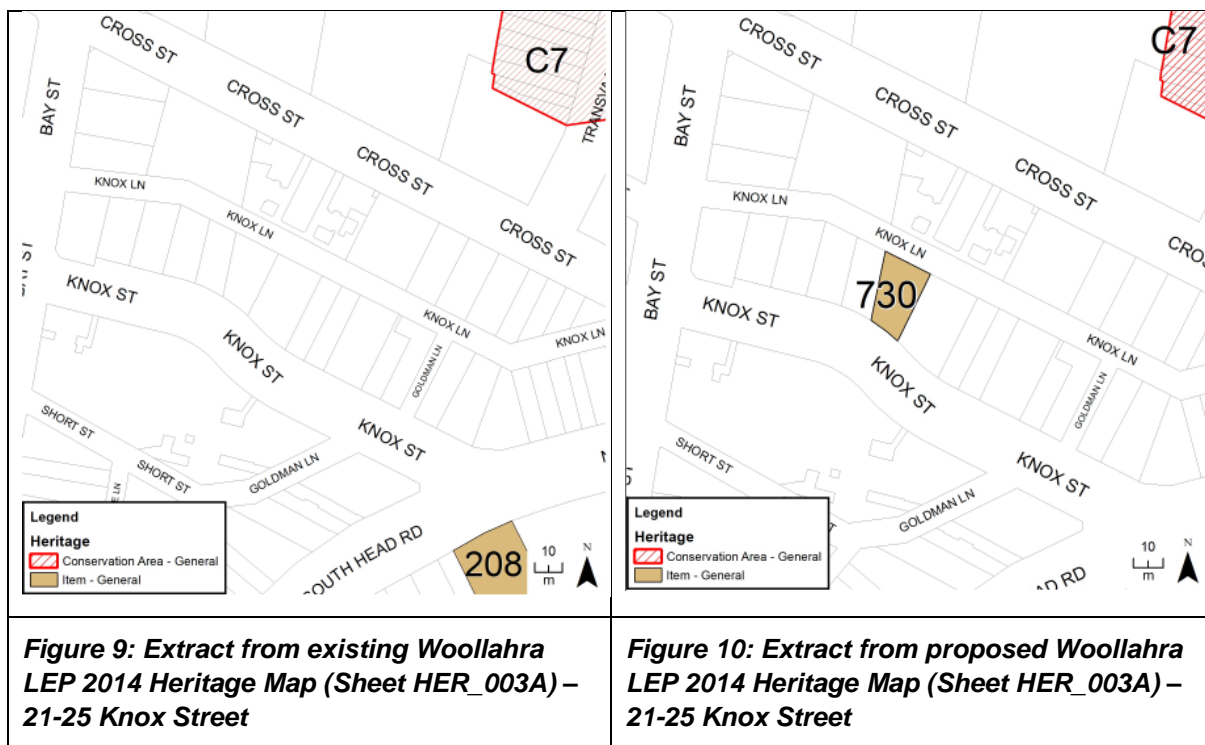 CROSS ST
CROSS ST
CROSS ST
CROSS ST
BAY ST
C7
KNOX LN
KNOX LN
KNOX LN
KNOX LN
GOLDMAN LN
KNOX ST
KNOX ST
KNOX ST
SHORT ST
SHORT ST
GOLDMAN LN
SOUTH HEAD RD
208
Legend
Heritage
Conservation Area - General
Item - General
10
m
N
CROSS ST
CROSS ST
CROSS ST
C7
BAY ST
BAY ST
KNOX LN
KNOX LN
KNOX LN
730
GOLDMAN LN
KNOX ST
KNOX ST
KNOX ST
SHORT ST
GOLDMAN LN
AD RD
Legend
Heritage
Conservation Area - General
Item - General
10
m
N
Figure 9: Extract from existing Woollahra
LEP 2014 Heritage Map (Sheet HER_003A) –
21-25 Knox Street
Figure 10: Extract from proposed Woollahra
LEP 2014 Heritage Map (Sheet HER_003A) –
21-25 Knox Street